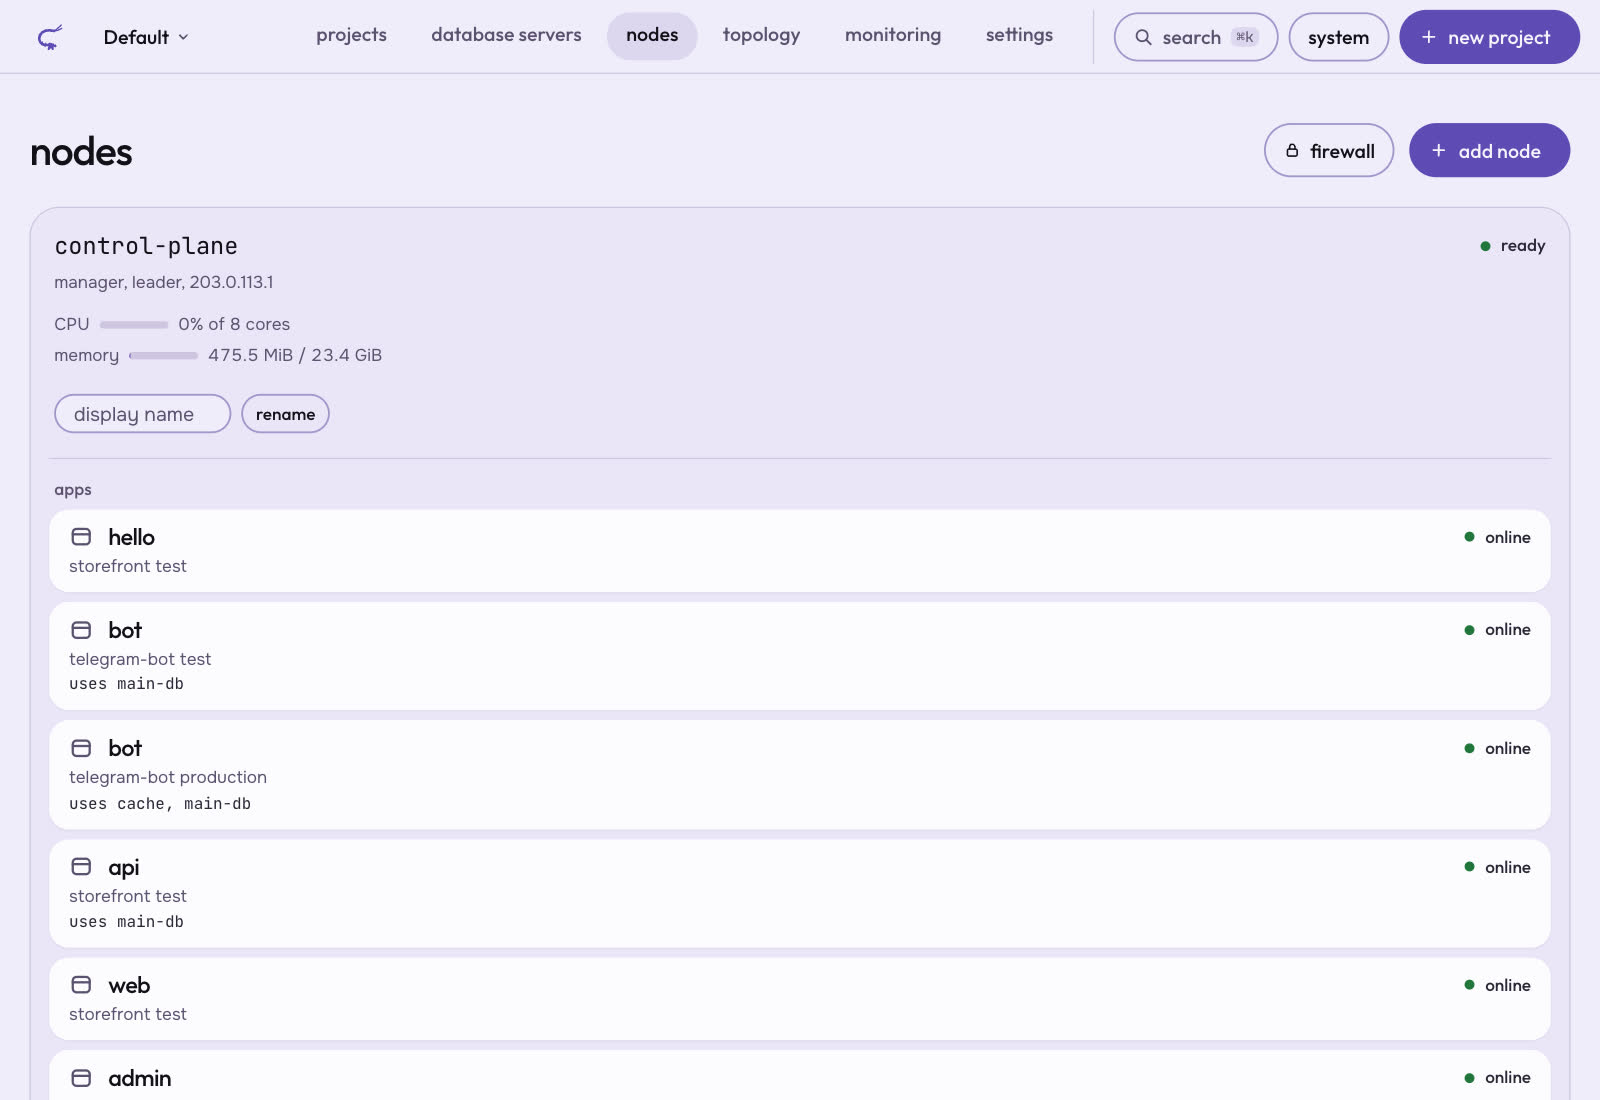 Default
projects
database servers
nodes
topology
monitoring
settings
search ⌘k
system
+ new project
nodes
firewall
+ add node
control-plane
ready
manager, leader, 203.0.113.1
CPU 0% of 8 cores
memory 475.5 MiB / 23.4 GiB
display name
rename
apps
hello
online
storefront test
bot
online
telegram-bot test
uses main-db
bot
online
telegram-bot production
uses cache, main-db
api
online
storefront test
uses main-db
web
online
storefront test
admin
online